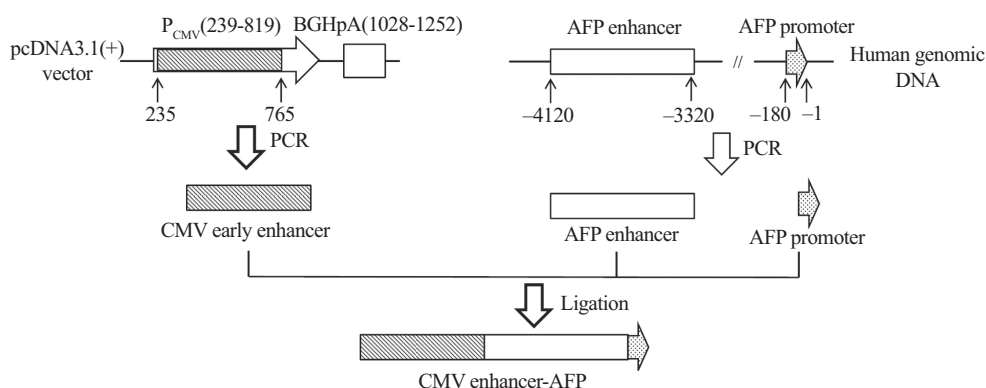 P_CMV(239-819) BGHpA(1028-1252)
pcDNA3.1(+)
vector
235
765
PCR
CMV early enhancer
AFP enhancer
AFP promoter
//
Human genomic
DNA
–4120
–3320
–180
–1
PCR
AFP enhancer
AFP promoter
Ligation
CMV enhancer-AFP